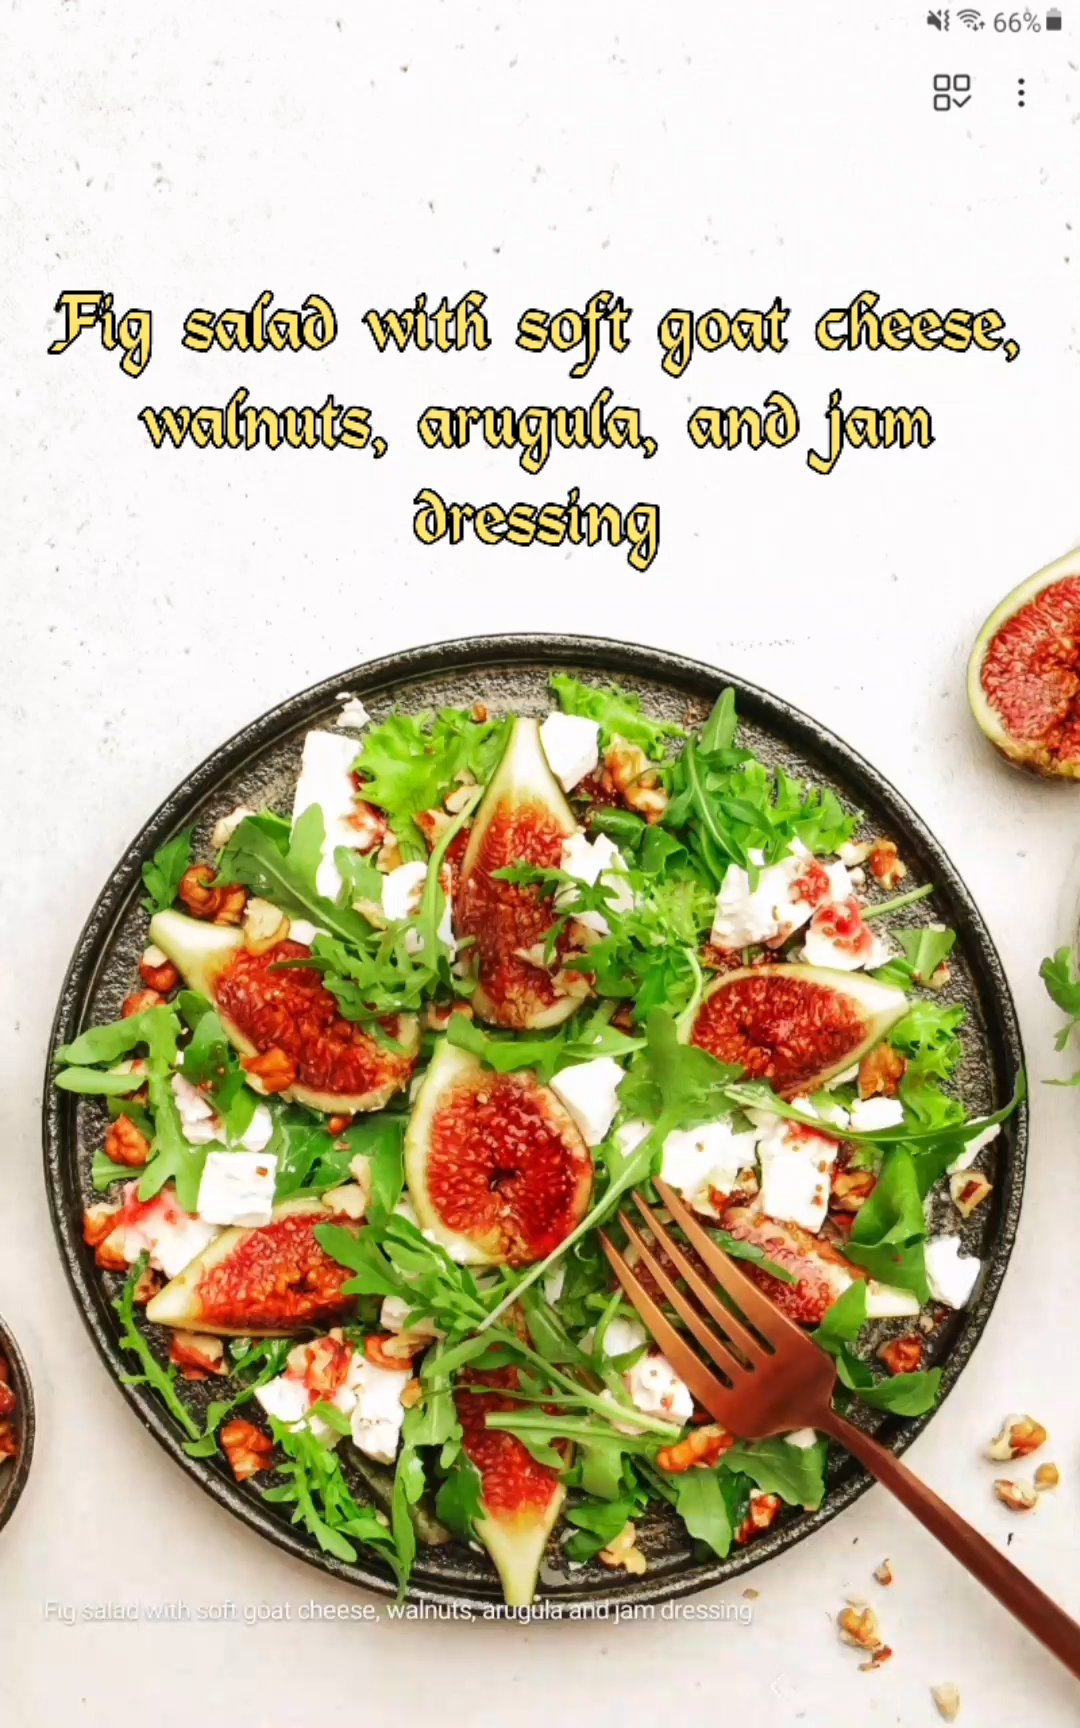 66%
Fig salad with soft goat cheese,
walnuts, arugula, and jam
dressing
Fig salad with soft goat cheese, walnuts, arugula and jam dressing